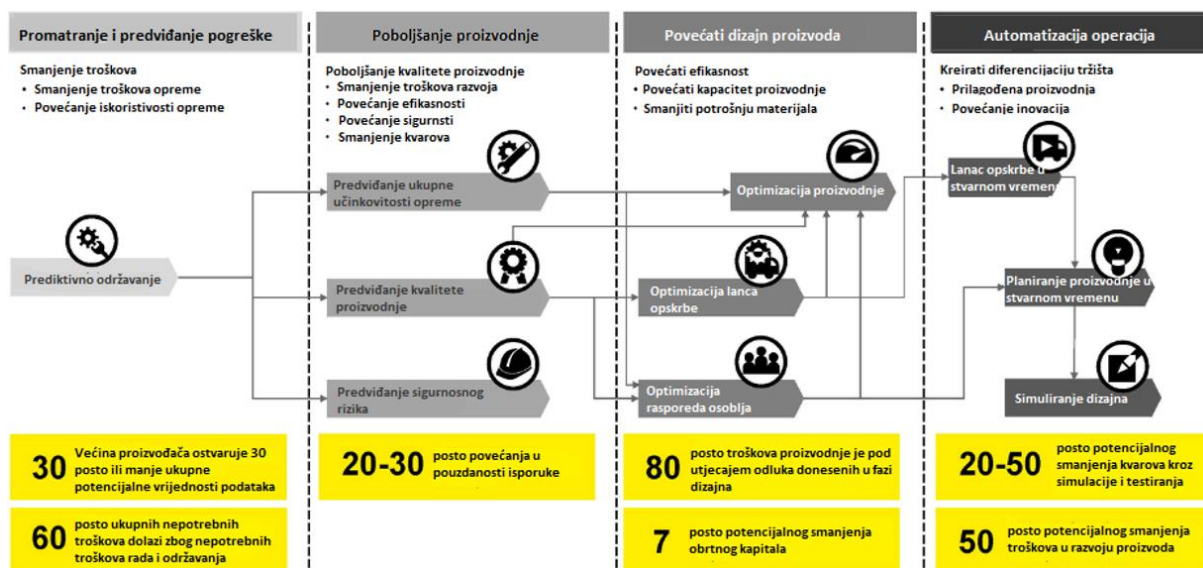 Promatranje i predviđanje pogreške
Smanjenje troškova
• Smanjenje troškova opreme
• Povećanje iskoristivosti opreme
Prediktivno održavanje
30
Većina proizvođača ostvaruje 30
posto ili manje ukupne
potencijalne vrijednosti podataka
60
posto ukupnih nepotrebnih
troškova dolazi zbog nepotrebnih
troškova rada i održavanja
Poboljšanje proizvodnje
Poboljšanje kvalitete proizvodnje
• Smanjenje troškova razvoja
• Povećanje efikasnosti
• Povećanje sigurnsti
• Smanjenje kvarova
Predviđanje ukupne
učinkovitosti opreme
Predviđanje kvalitete
proizvodnje
Predviđanje sigurnosnog
rizika
20-30
posto povećanja u
pouzdanosti isporuke
Povećati dizajn proizvoda
Povećati efikasnost
• Povećati kapacitet proizvodnje
• Smanjiti potrošnju materijala
Optimizacija proizvodnje
Optimizacija lanca
opskrbe
Optimizacija
rasporeda osoblja
80
posto troškova proizvodnje je pod
utjecajem odluka donesenih u fazi
dizajna
7
posto potencijalnog smanjenja
obrtnog kapitala
Automatizacija operacija
Kreirati diferencijaciju tržišta
• Prilagođena proizvodnja
• Povećanje inovacija
Lanac opskrbe u
stvarnom vremenu
Planiranje proizvodnje u
stvarnom vremenu
Simuliranje dizajna
20-50
posto potencijalnog
smanjenja kvarova kroz
simulacije i testiranja
50
posto potencijalnog smanjenja
troškova u razvoju proizvoda